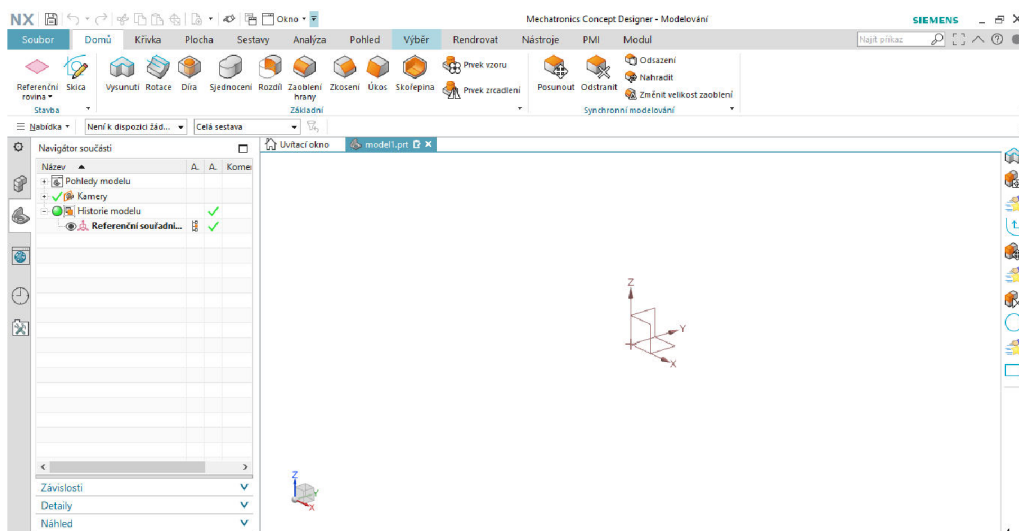 NX Okno Mechatronics Concept Designer - Modelování SIEMENS
Soubor Domů Křivka Plocha Sestavy Analýza Pohled Výběr Rendrovat Nástroje PMI Modul Najít příkaz
Referenční rovina Skica Vysunutí Rotace Díra Sjednocení Rozdíl Zaoblení hrany Zkosení Úkos Skořepina Prvek vzoru Prvek zrcadlení Posunout Odstranit Odsazení Nahradit Změnit velikost zaoblení
Stavba Základní Synchronní modelování
Nabídka Není k dispozici žád... Celá sestava
Navigátor součásti Uvítací okno model1.prt
Název A. A. Komen
Pohledy modelu
Kamery
Historie modelu
Referenční souřadni...
Z
Y
X
Z
Y
X
Závislosti
Detaily
Náhled